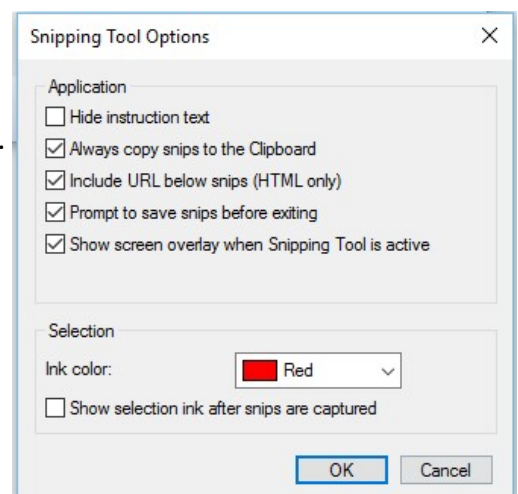 Snipping Tool Options
Application
Hide instruction text
Always copy snips to the Clipboard
Include URL below snips (HTML only)
Prompt to save snips before exiting
Show screen overlay when Snipping Tool is active
Selection
Ink color: Red
Show selection ink after snips are captured
OK Cancel